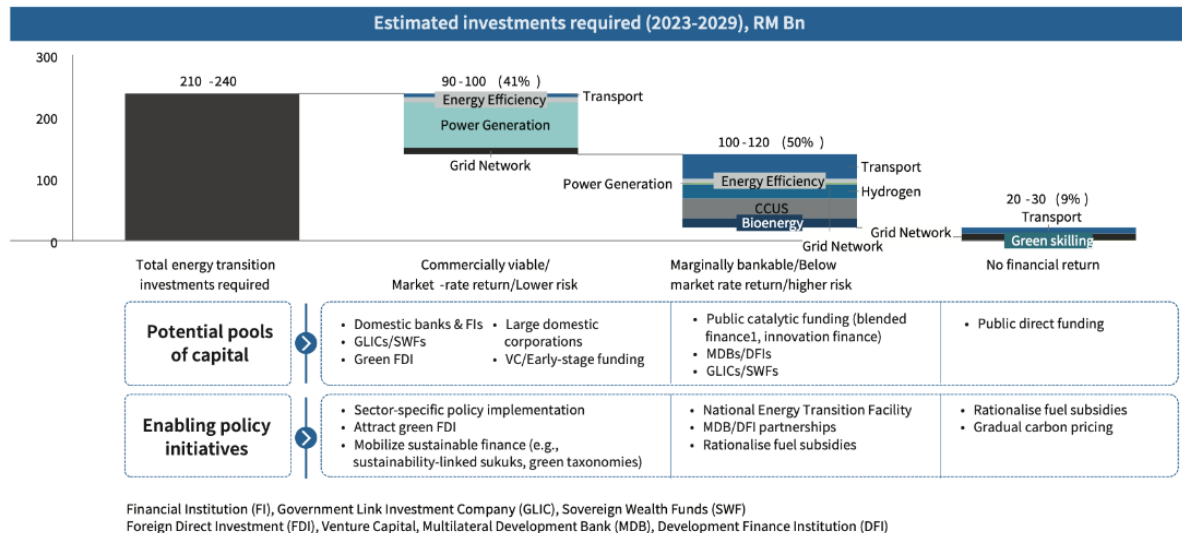 Estimated investments required (2023-2029), RM Bn
300
200
100
0
210 -240
90-100 (41%)
Transport
Energy Efficiency
Power Generation
Grid Network
100-120 (50%)
Transport
Power Generation
Energy Efficiency
Hydrogen
CCUS
Bioenergy
Grid Network
20-30 (9%)
Transport
Grid Network
Green skilling
Total energy transition
investments required
Commercially viable/
Market -rate return/Lower risk
Marginally bankable/Below
market rate return/higher risk
No financial return
Potential pools
of capital
• Domestic banks & FIs
• GLICs/SWFs
• Green FDI
• Large domestic
corporations
• VC/Early-stage funding
• Public catalytic funding (blended
finance1, innovation finance)
• MDBs/DFIs
• GLICs/SWFs
• Public direct funding
Enabling policy
initiatives
• Sector-specific policy implementation
• Attract green FDI
• Mobilize sustainable finance (e.g.,
sustainability-linked sukuks, green taxonomies)
• National Energy Transition Facility
• MDB/DFI partnerships
• Rationalise fuel subsidies
• Rationalise fuel subsidies
• Gradual carbon pricing
Financial Institution (FI), Government Link Investment Company (GLIC), Sovereign Wealth Funds (SWF)
Foreign Direct Investment (FDI), Venture Capital, Multilateral Development Bank (MDB), Development Finance Institution (DFI)